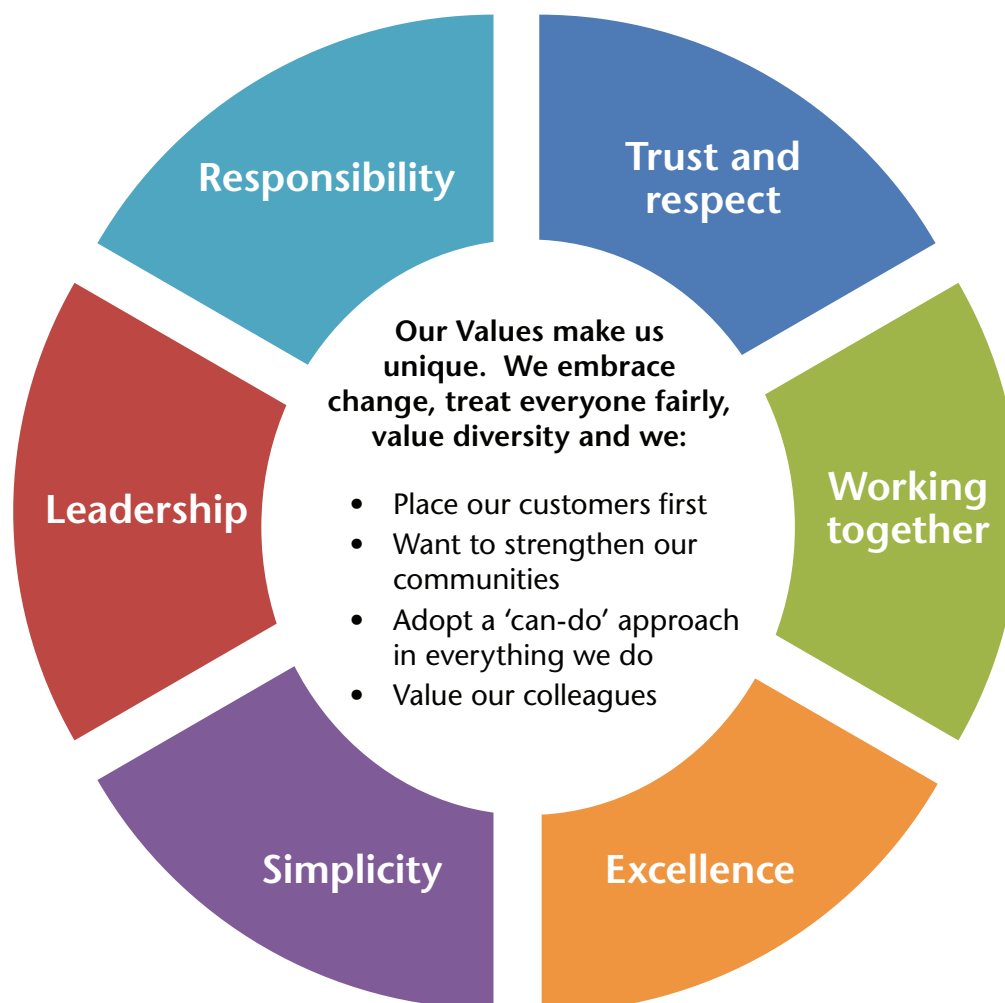 Responsibility
Trust and
respect
Our Values make us
unique.  We embrace
change, treat everyone fairly,
value diversity and we:
• Place our customers first
• Want to strengthen our
communities
• Adopt a ‘can-do’ approach
in everything we do
• Value our colleagues
Leadership
Working
together
Simplicity
Excellence